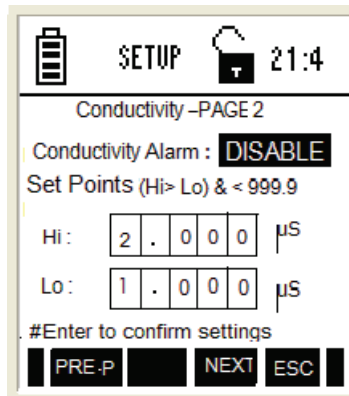 SETUP T 21:4
Conductivity –PAGE 2
Conductivity Alarm : DISABLE
Set Points (Hi> Lo) & < 999.9
Hi : 2 . 0 0 0 µS
Lo : 1 . 0 0 0 µS
. #Enter to confirm settings
PRE-P NEXT ESC